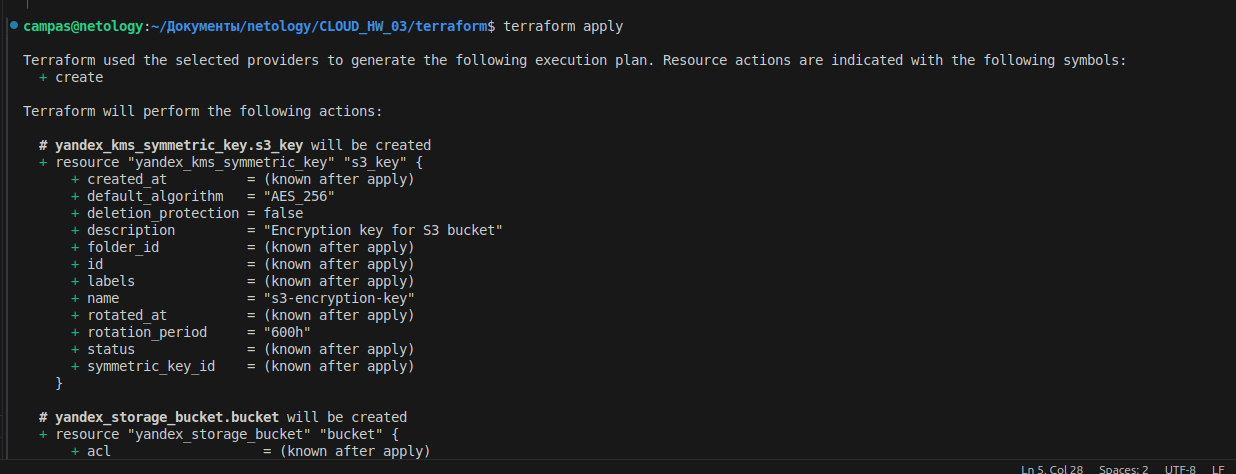 campas@netology:~/Документы/netology/CLOUD_HW_03/terraform$ terraform apply
Terraform used the selected providers to generate the following execution plan. Resource actions are indicated with the following symbols:
+ create
Terraform will perform the following actions:
# yandex_kms_symmetric_key.s3_key will be created
+ resource "yandex_kms_symmetric_key" "s3_key" {
+ created_at = (known after apply)
+ default_algorithm = "AES_256"
+ deletion_protection = false
+ description = "Encryption key for S3 bucket"
+ folder_id = (known after apply)
+ id = (known after apply)
+ labels = (known after apply)
+ name = "s3-encryption-key"
+ rotated_at = (known after apply)
+ rotation_period = "600h"
+ status = (known after apply)
+ symmetric_key_id = (known after apply)
}
# yandex_storage_bucket.bucket will be created
+ resource "yandex_storage_bucket" "bucket" {
+ acl = (known after apply)
Ln 5, Col 28 Spaces: 2 UTF-8 LF